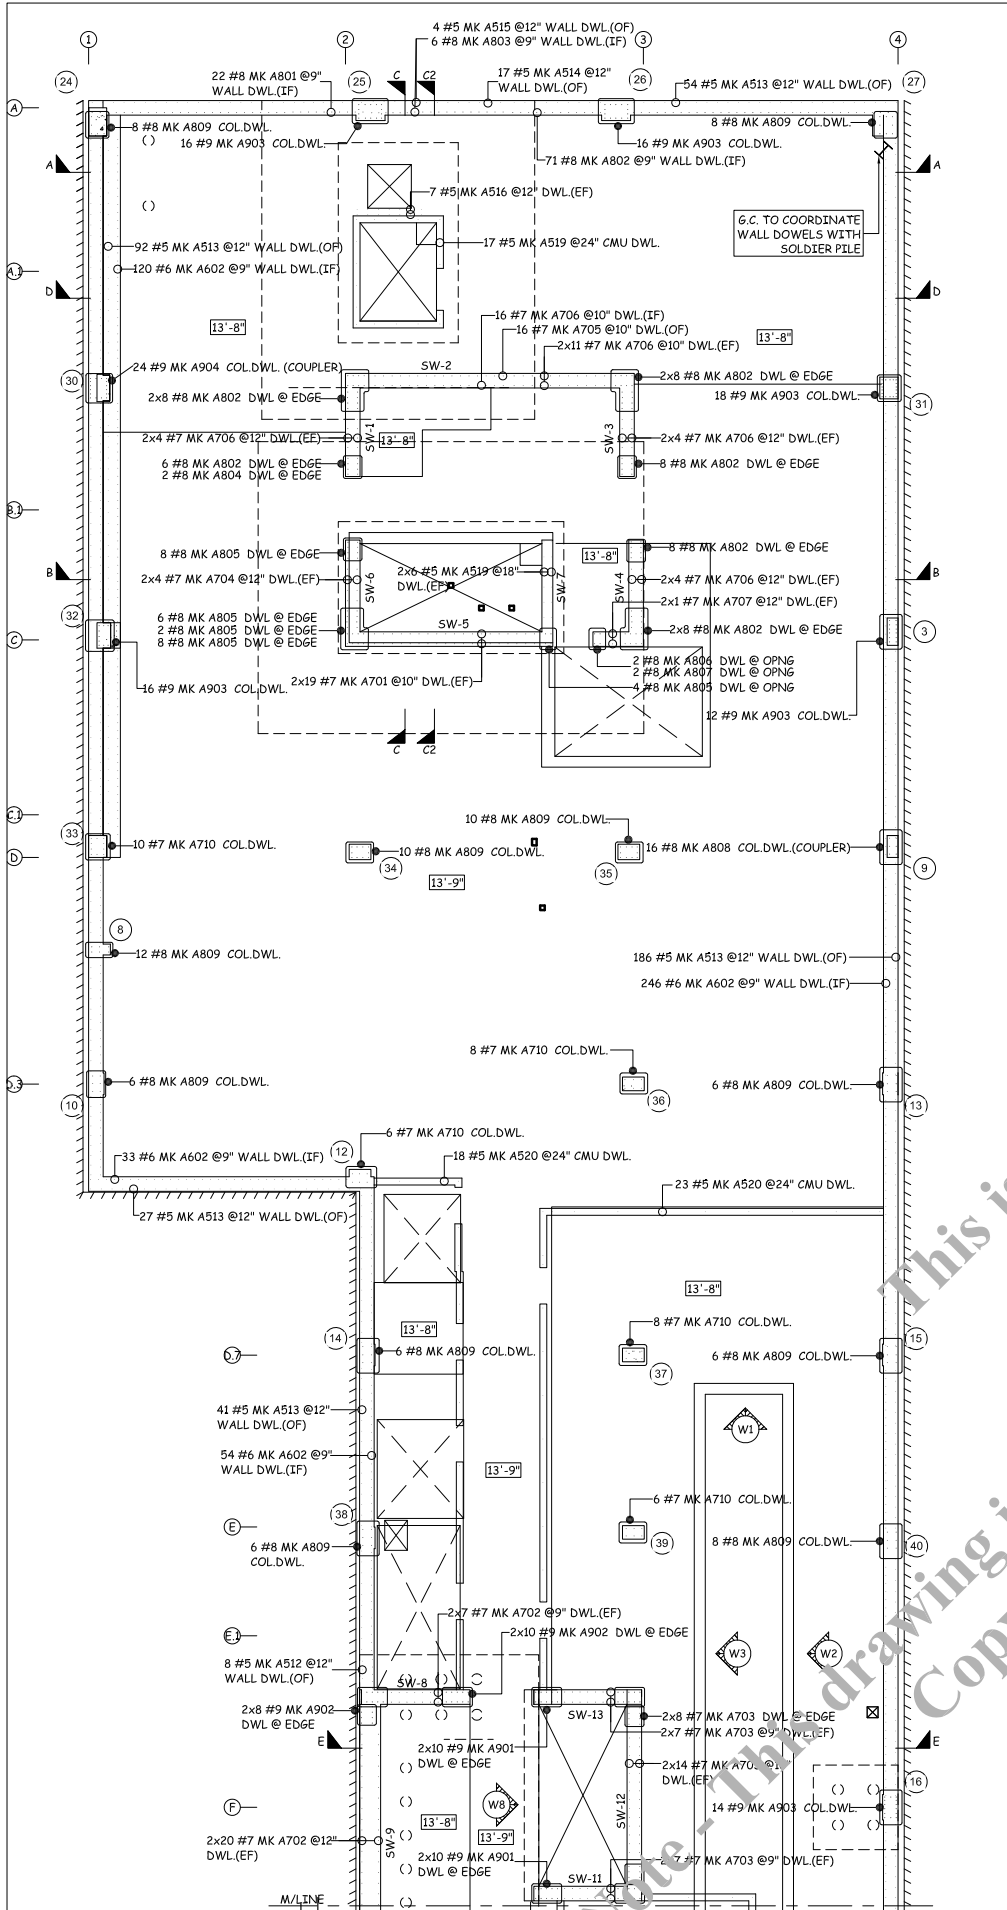 4 #5 MK A515 @12" WALL DWL.(OF)
6 #8 MK A803 @9" WALL DWL.(IF)
1
2
3
4
24
22 #8 MK A801 @9"
WALL DWL.(IF)
25
C
C2
17 #5 MK A514 @12"
WALL DWL.(OF)
26
54 #5 MK A513 @12" WALL DWL.(OF)
27
A
8 #8 MK A809 COL.DWL.
16 #9 MK A903 COL.DWL.
16 #9 MK A903 COL.DWL.
8 #8 MK A809 COL.DWL.
71 #8 MK A802 @9" WALL DWL.(IF)
A
A
7 #5 MK A516 @12" DWL.(EF)
G.C. TO COORDINATE
WALL DOWELS WITH
SOLDIER PILE
92 #5 MK A513 @12" WALL DWL.(OF)
17 #5 MK A519 @24" CMU DWL.
A.1
120 #6 MK A602 @9" WALL DWL.(IF)
D
D
13'-8"
16 #7 MK A706 @10" DWL.(IF)
16 #7 MK A705 @10" DWL.(OF)
2x11 #7 MK A706 @10" DWL.(EF)
13'-8"
SW-2
30
24 #9 MK A904 COL.DWL. (COUPLER)
2x8 #8 MK A802 DWL @ EDGE
2x8 #8 MK A802 DWL @ EDGE
18 #9 MK A903 COL.DWL.
31
2x4 #7 MK A706 @12" DWL.(EF)
SW-1
13'-8"
SW-3
2x4 #7 MK A706 @12" DWL.(EF)
6 #8 MK A802 DWL @ EDGE
2 #8 MK A804 DWL @ EDGE
8 #8 MK A802 DWL @ EDGE
B.1
8 #8 MK A805 DWL @ EDGE
13'-8"
8 #8 MK A802 DWL @ EDGE
B
B
2x4 #7 MK A704 @12" DWL.(EF)
SW-6
2x6 #5 MK A519 @18"
DWL.(EF)
SW-7
SW-4
2x4 #7 MK A706 @12" DWL.(EF)
2x1 #7 MK A707 @12" DWL.(EF)
32
6 #8 MK A805 DWL @ EDGE
2 #8 MK A805 DWL @ EDGE
8 #8 MK A805 DWL @ EDGE
SW-5
2x8 #8 MK A802 DWL @ EDGE
C
3
2 #8 MK A806 DWL @ OPNG
2 #8 MK A807 DWL @ OPNG
4 #8 MK A805 DWL @ OPNG
16 #9 MK A903 COL.DWL.
2x19 #7 MK A701 @10" DWL.(EF)
12 #9 MK A903 COL.DWL.
C
C2
C.1
33
10 #8 MK A809 COL.DWL.
10 #7 MK A710 COL.DWL.
10 #8 MK A809 COL.DWL.
16 #8 MK A808 COL.DWL.(COUPLER)
D
34
35
9
13'-9"
8
12 #8 MK A809 COL.DWL.
186 #5 MK A513 @12" WALL DWL.(OF)
246 #6 MK A602 @9" WALL DWL.(IF)
8 #7 MK A710 COL.DWL.
D.3
6 #8 MK A809 COL.DWL.
6 #8 MK A809 COL.DWL.
10
36
13
6 #7 MK A710 COL.DWL.
12
33 #6 MK A602 @9" WALL DWL.(IF)
18 #5 MK A520 @24" CMU DWL.
23 #5 MK A520 @24" CMU DWL.
27 #5 MK A513 @12" WALL DWL.(OF)
This is
13'-8"
8 #7 MK A710 COL.DWL.
14
13'-8"
15
D.7
6 #8 MK A809 COL.DWL.
6 #8 MK A809 COL.DWL.
37
41 #5 MK A513 @12"
WALL DWL.(OF)
W1
54 #6 MK A602 @9"
WALL DWL.(IF)
13'-9"
6 #7 MK A710 COL.DWL.
38
E
39
6 #8 MK A809
COL.DWL.
8 #8 MK A809 COL.DWL.
40
2x7 #7 MK A702 @9" DWL.(EF)
E.1
2x10 #9 MK A902 DWL @ EDGE
W3
W2
8 #5 MK A512 @12"
WALL DWL.(OF)
SW-8
2x8 #9 MK A902
DWL @ EDGE
SW-13
2x8 #7 MK A703 DWL @ EDGE
2x7 #7 MK A703 @9" DWL.(EF)
E
E
2x10 #9 MK A901
DWL @ EDGE
2x14 #7 MK
DWL.(EF)
16
W8
F
13'-8"
SW-12
14 #9 MK A903 COL.DWL.
2x20 #7 MK A702 @12"
DWL.(EF)
SW-9
13'-9"
2x10 #9 MK A901
DWL @ EDGE
#7 MK A703 @9" DWL.(EF)
SW-11
M/LINE
Note - This drawing i
Cop